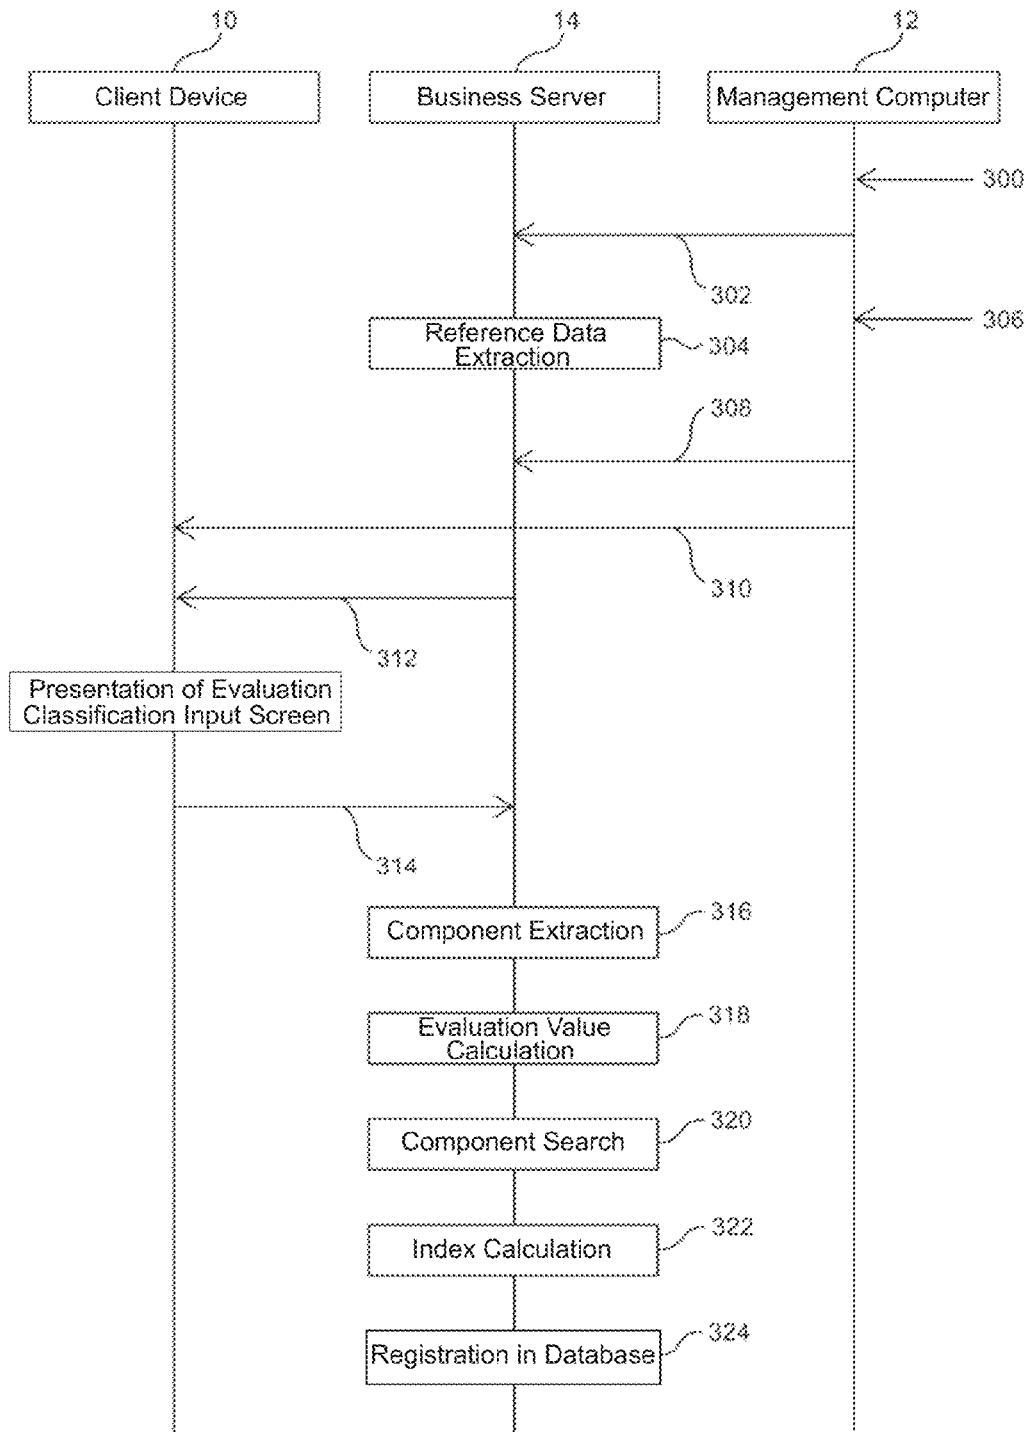 10
14
12
Client Device
Business Server
Management Computer
300
302
306
Reference Data
Extraction
304
308
310
312
Presentation of Evaluation
Classification Input Screen
314
316
Component Extraction
318
Evaluation Value
Calculation
320
Component Search
322
Index Calculation
324
Registration in Database